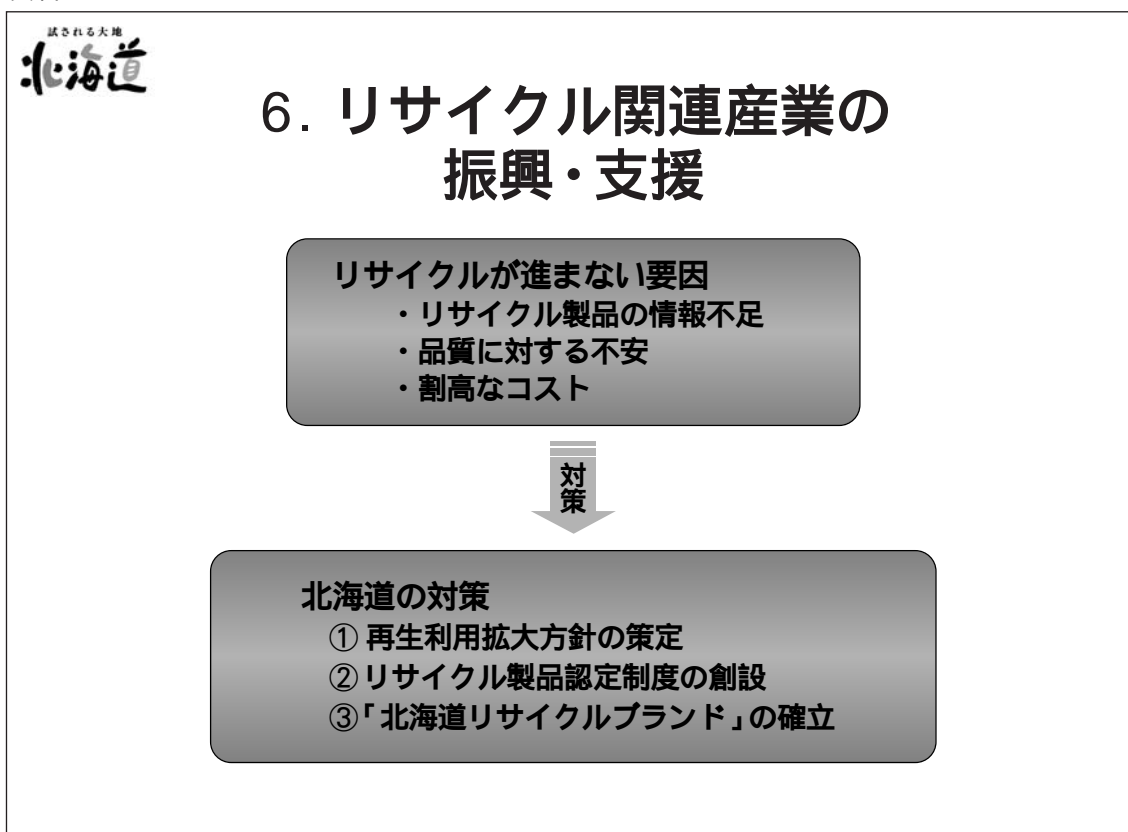 試される大地
北海道
6. リサイクル関連産業の
振興・支援
リサイクルが進まない要因
・リサイクル製品の情報不足
・品質に対する不安
・割高なコスト
対策
北海道の対策
① 再生利用拡大方針の策定
②リサイクル製品認定制度の創設
③「北海道リサイクルブランド」の確立